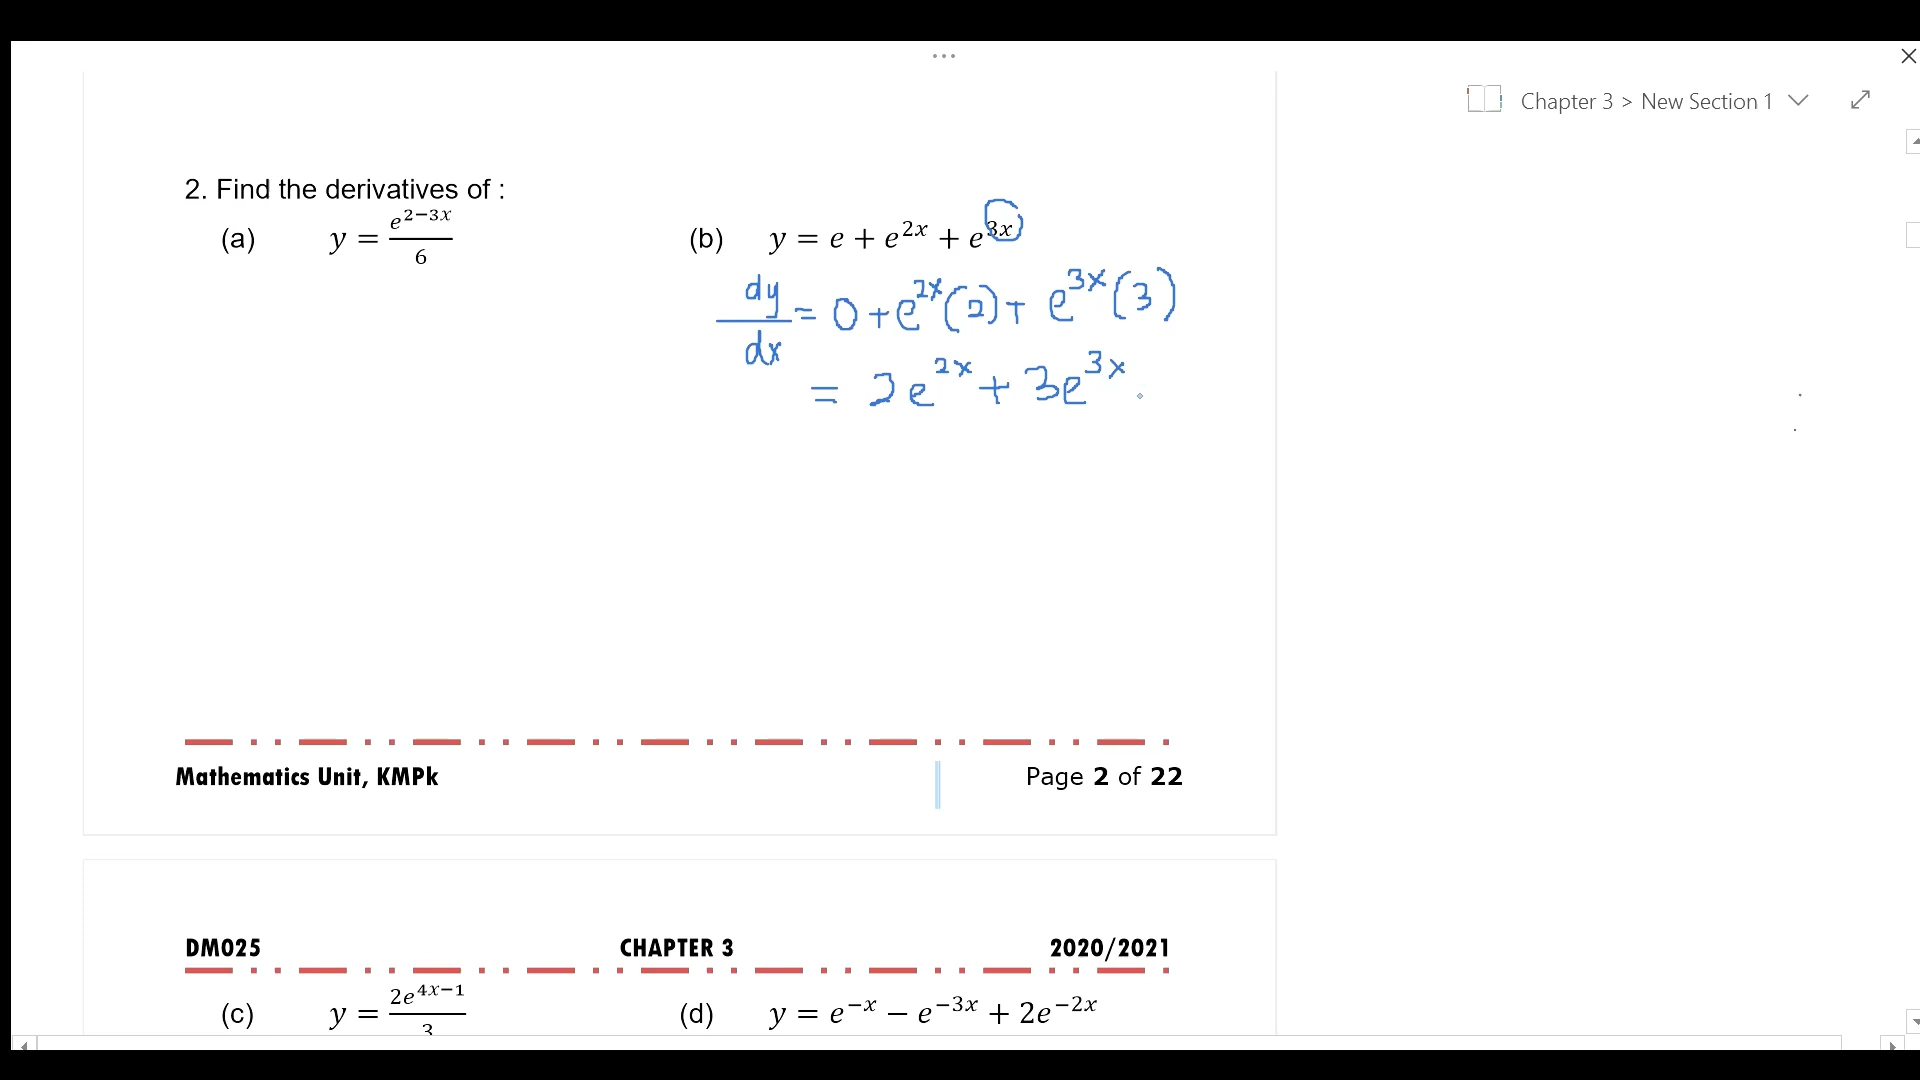 ...
Chapter 3 > New Section 1
2. Find the derivatives of :
(a) y = e^{2−3x}/6 (b) y = e + e^{2x} + e^{3x}
dy/dx = 0 + e^{2x}(2) + e^{3x}(3)
= 2e^{2x} + 3e^{3x}.
Mathematics Unit, KMPk Page 2 of 22
DM025 CHAPTER 3 2020/2021
(c) y = 2e^{4x−1}/3 (d) y = e^{−x} − e^{−3x} + 2e^{−2x}